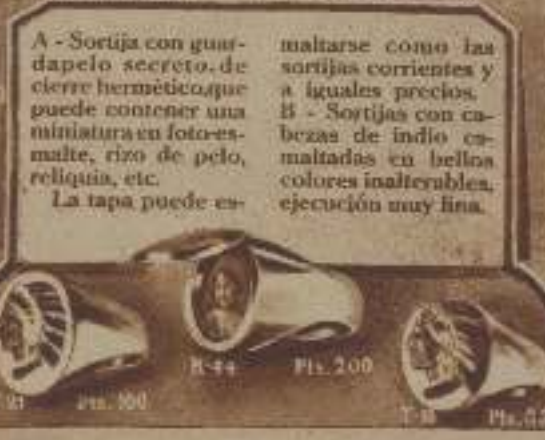 A - Sortija con guar-
dapelo secreto, de
cierre hermético, que
puede contener una
miniatura en foto-es-
malte, rizo de pelo,
reliquia, etc.
La tapa puede es-
maltarse como las
sortijas corrientes y
a iguales precios.
B - Sortijas con ca-
bezas de indio es-
maltadas en bellos
colores inalterables,
ejecución muy fina.
Pts. 200
Pts.
Pts.